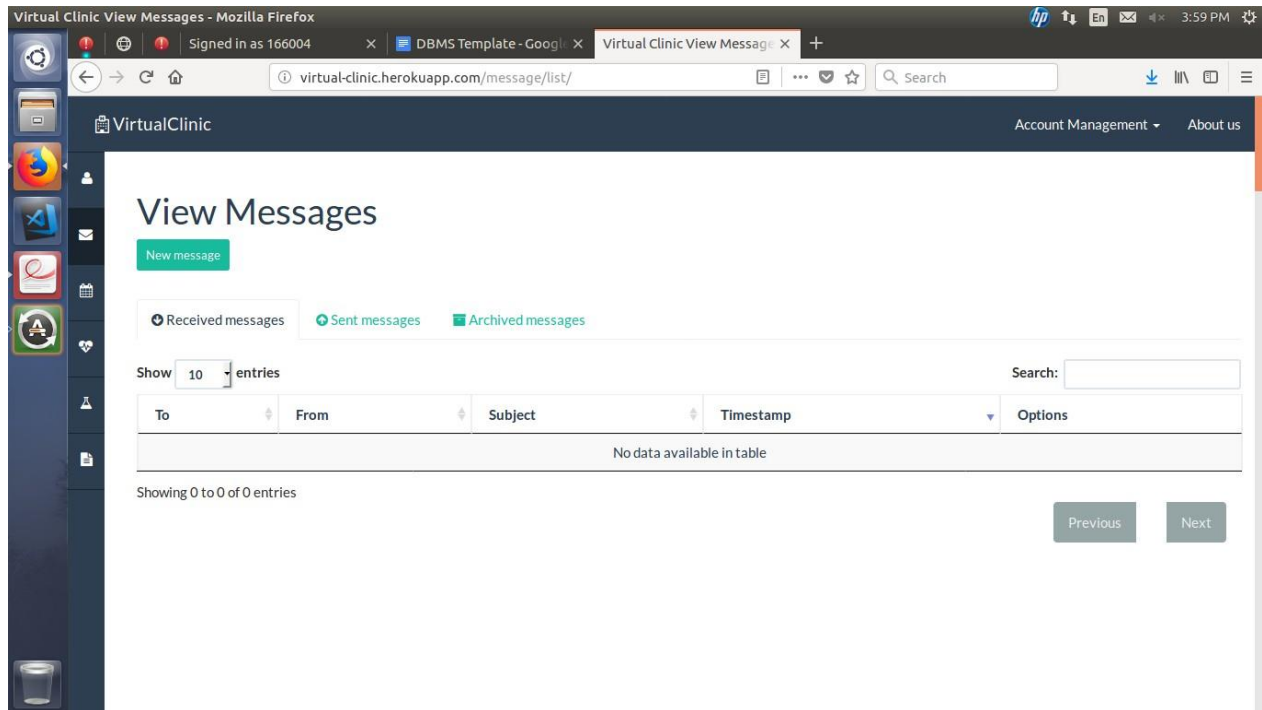 Virtual Clinic View Messages - Mozilla Firefox
hp En 3:59 PM
Signed in as 166004
DBMS Template - Googl
Virtual Clinic View Message
virtual-clinic.herokuapp.com/message/list/
Search
VirtualClinic
Account Management
About us
View Messages
New message
Received messages
Sent messages
Archived messages
Show 10 entries
Search:
To
From
Subject
Timestamp
Options
No data available in table
Showing 0 to 0 of 0 entries
Previous
Next